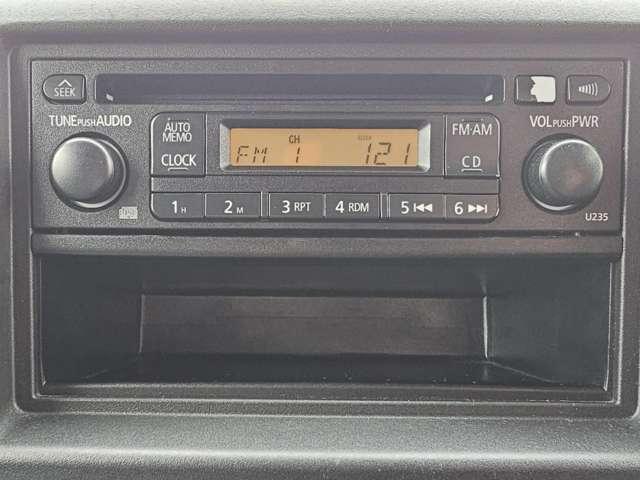 SEEK
TUNE PUSH AUDIO
AUTO
MEMO
CLOCK
CH
FM 1 121
FM·AM
CD
VOL PUSH PWR
1 H
2 M
3 RPT
4 RDM
5
6
U235